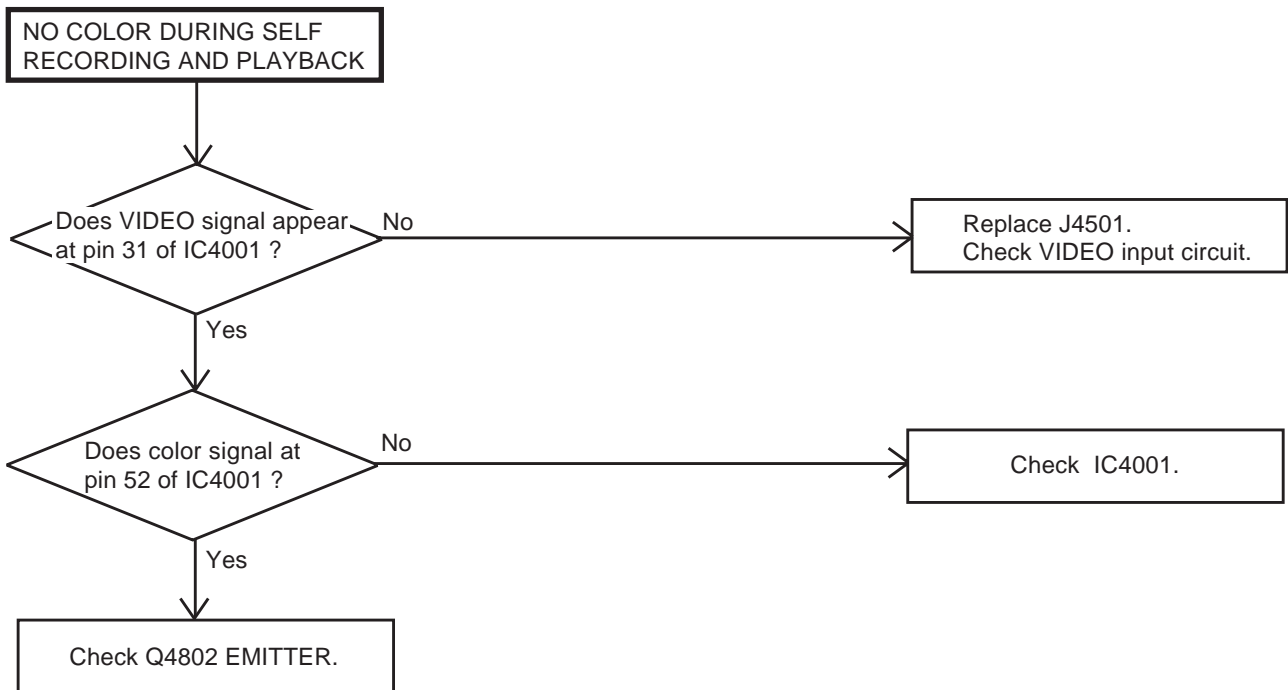 NO COLOR DURING SELF
RECORDING AND PLAYBACK
Does VIDEO signal appear
at pin 31 of IC4001 ?
No
Replace J4501.
Check VIDEO input circuit.
Yes
Does color signal at
pin 52 of IC4001 ?
No
Check IC4001.
Yes
Check Q4802 EMITTER.